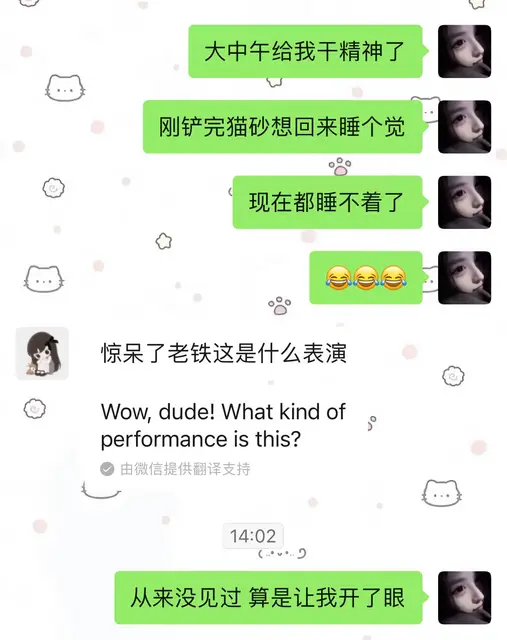 大中午给我干精神了
刚铲完猫砂想回来睡个觉
现在都睡不着了
😂😂😂
惊呆了老铁这是什么表演
Wow, dude! What kind of
performance is this?
由微信提供翻译支持
14:02
从来没见过 算是让我开了眼